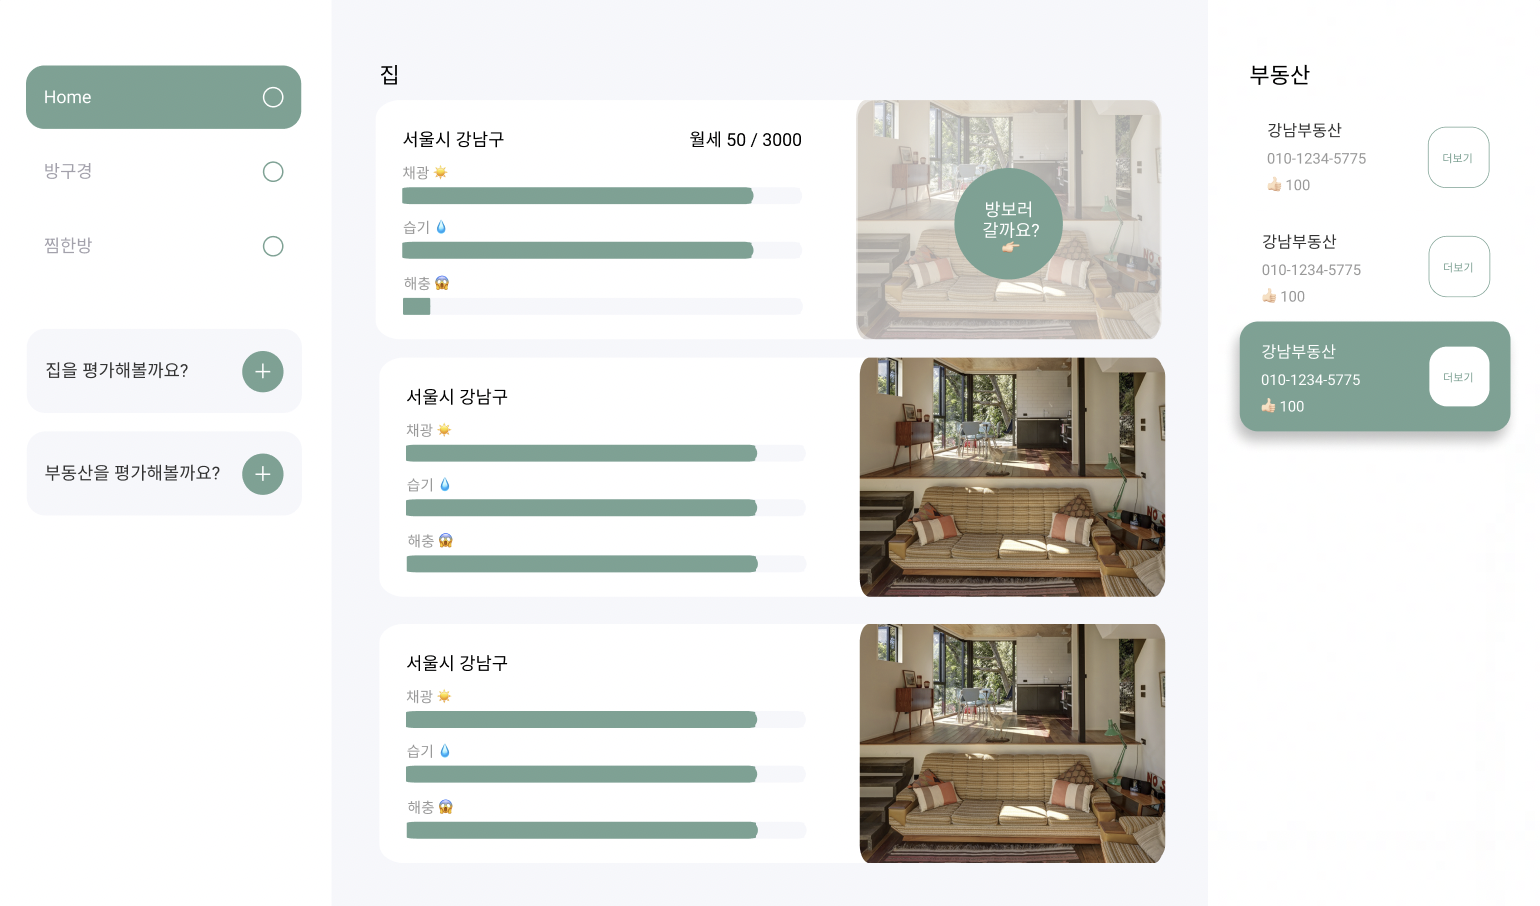 Home
방구경
찜한방
집을 평가해볼까요?
부동산을 평가해볼까요?
집
서울시 강남구
월세 50 / 3000
채광 ☀️
습기 💧
해충 😱
방보러
갈까요?
👉🏻
서울시 강남구
채광 ☀️
습기 💧
해충 😱
NO S
서울시 강남구
채광 ☀️
습기 💧
해충 😱
NO S
부동산
강남부동산
010-1234-5775
👍🏻 100
더보기
강남부동산
010-1234-5775
👍🏻 100
더보기
강남부동산
010-1234-5775
👍🏻 100
더보기